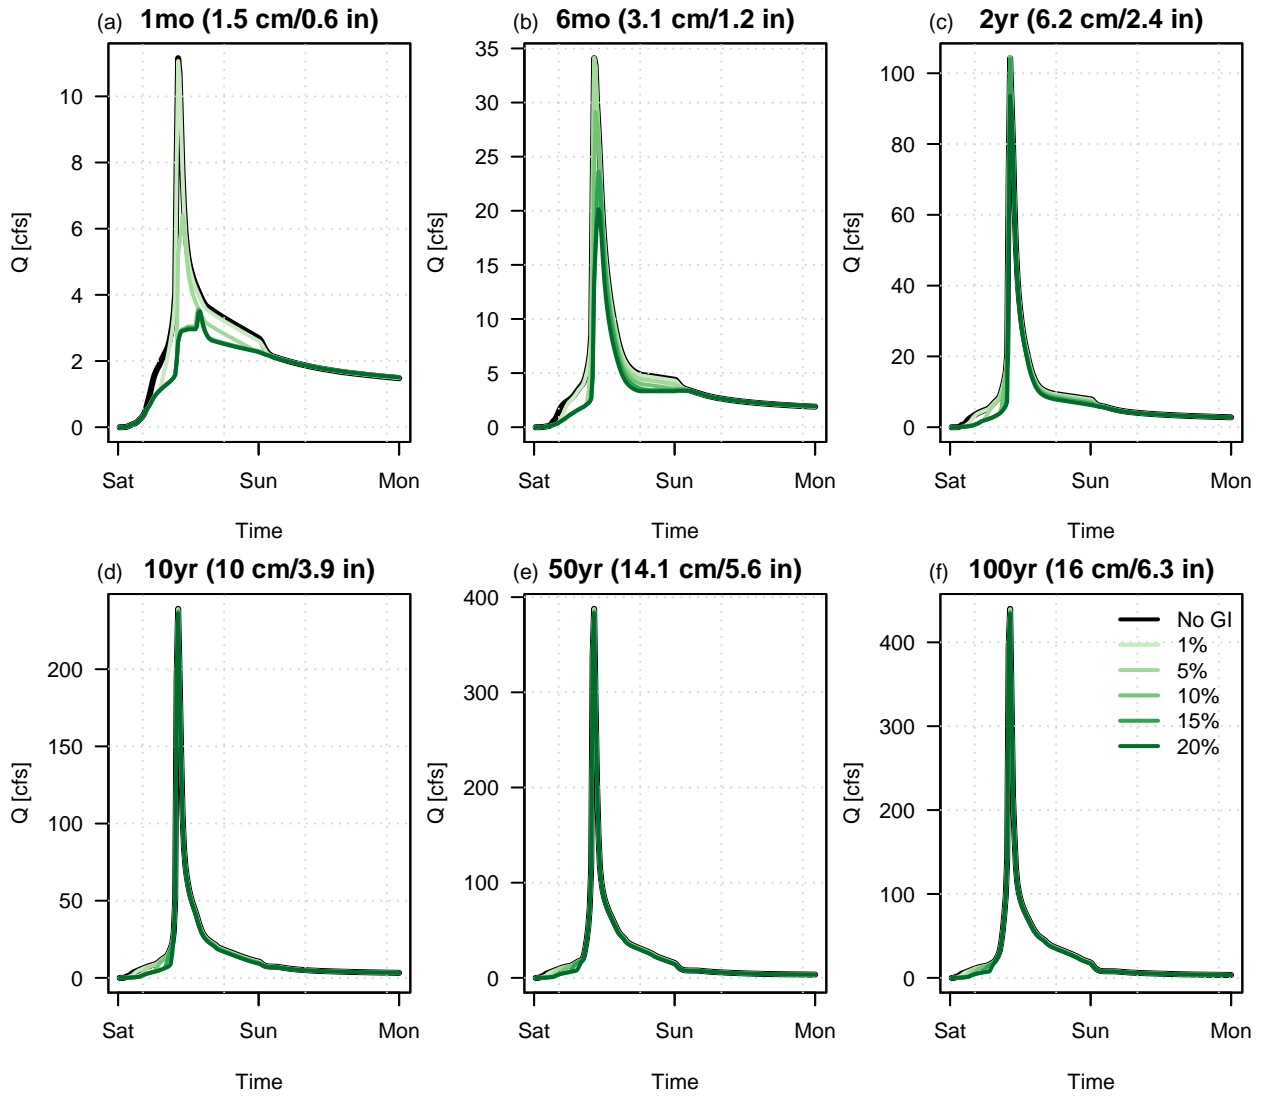 (a) 1mo (1.5 cm/0.6 in)
Q [cfs]
10
8
6
4
2
0
Sat Sun Mon
Time
(b) 6mo (3.1 cm/1.2 in)
Q [cfs]
35
30
25
20
15
10
5
0
Sat Sun Mon
Time
(c) 2yr (6.2 cm/2.4 in)
Q [cfs]
100
80
60
40
20
0
Sat Sun Mon
Time
(d) 10yr (10 cm/3.9 in)
Q [cfs]
200
150
100
50
0
Sat Sun Mon
Time
(e) 50yr (14.1 cm/5.6 in)
Q [cfs]
400
300
200
100
0
Sat Sun Mon
Time
(f) 100yr (16 cm/6.3 in)
Q [cfs]
400
300
200
100
0
No GI
1%
5%
10%
15%
20%
Sat Sun Mon
Time